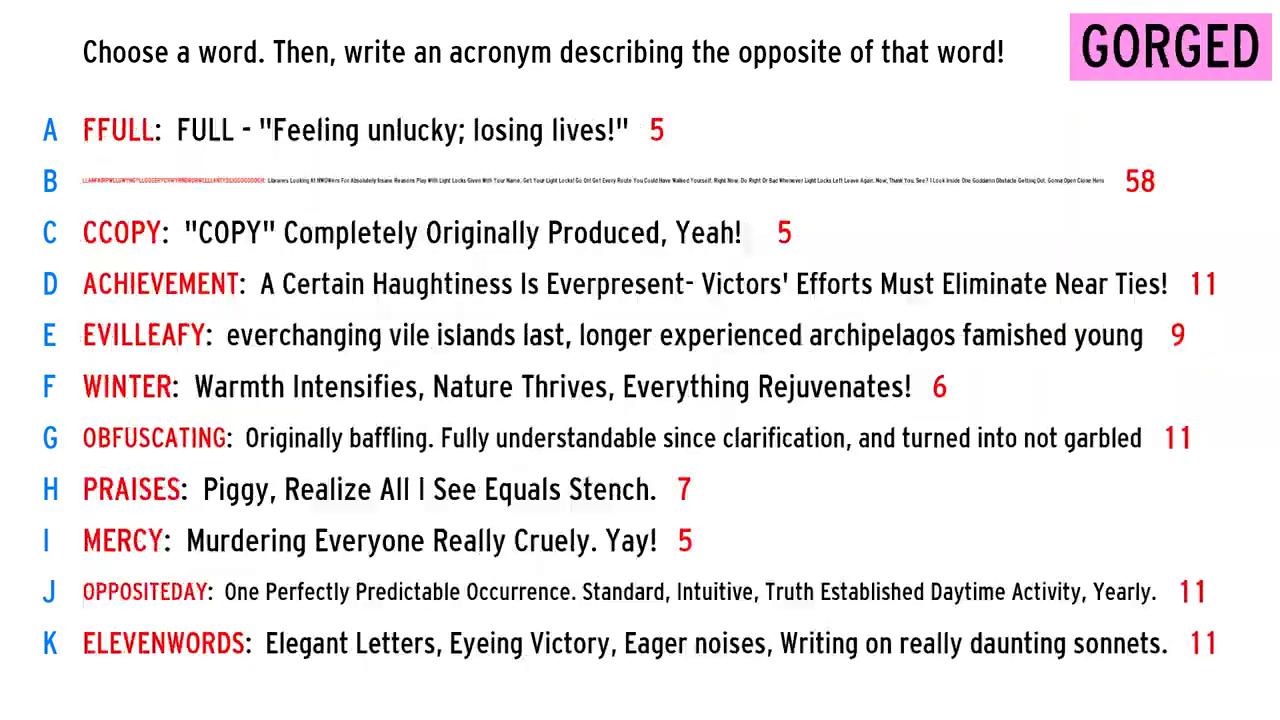 Choose a word. Then, write an acronym describing the opposite of that word!
GORGED
A FFULL: FULL - "Feeling unlucky; losing lives!" 5
B Looking At For Absolutely Insane Reasons Play With Light Locks Given With Your Name. Get Your Light Locks! Go On! Get Every Route You Could Have Walked Yourself. Right Now. Do Right Or Bad Whenever Light Locks Left Leave Again. Now, Thank You. See? I Look Inside One Goddamn Obstacle Getting Out. Gonna Open Here 58
C CCOPY: "COPY" Completely Originally Produced, Yeah! 5
D ACHIEVEMENT: A Certain Haughtiness Is Everpresent- Victors' Efforts Must Eliminate Near Ties! 11
E EVILLEAFY: everchanging vile islands last, longer experienced archipelagos famished young 9
F WINTER: Warmth Intensifies, Nature Thrives, Everything Rejuvenates! 6
G OBFUSCATING: Originally baffling. Fully understandable since clarification, and turned into not garbled 11
H PRAISES: Piggy, Realize All I See Equals Stench. 7
I MERCY: Murdering Everyone Really Cruely. Yay! 5
J OPPOSITEDAY: One Perfectly Predictable Occurrence. Standard, Intuitive, Truth Established Daytime Activity, Yearly. 11
K ELEVENWORDS: Elegant Letters, Eyeing Victory, Eager noises, Writing on really daunting sonnets. 11